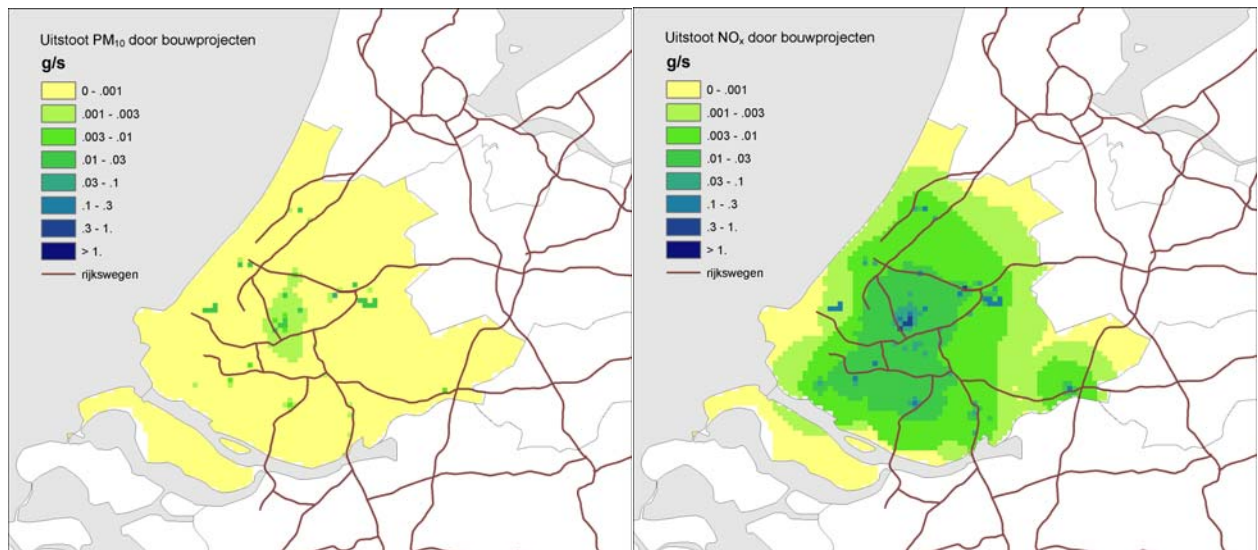 Uitstoot PM₁₀ door bouwprojecten
g/s
0 - .001
.001 - .003
.003 - .01
.01 - .03
.03 - .1
.1 - .3
.3 - 1.
> 1.
rijkswegen
Uitstoot NOₓ door bouwprojecten
g/s
0 - .001
.001 - .003
.003 - .01
.01 - .03
.03 - .1
.1 - .3
.3 - 1.
> 1.
rijkswegen